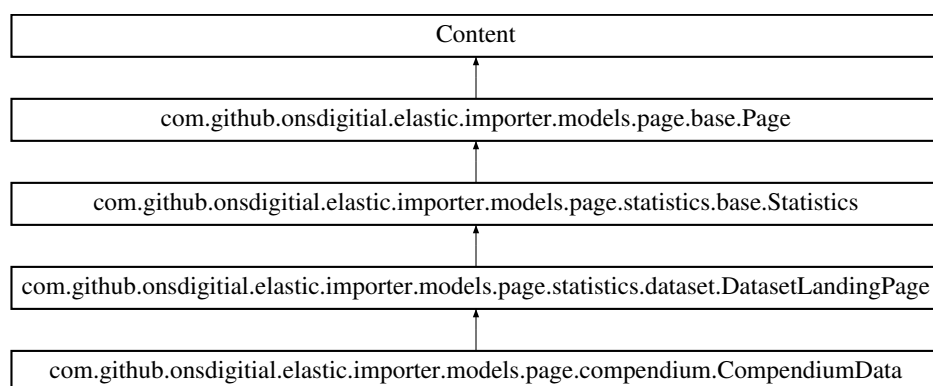 Content
com.github.onsdigitial.elastic.importer.models.page.base.Page
com.github.onsdigitial.elastic.importer.models.page.statistics.base.Statistics
com.github.onsdigitial.elastic.importer.models.page.statistics.dataset.DatasetLandingPage
com.github.onsdigitial.elastic.importer.models.page.compendium.CompendiumData